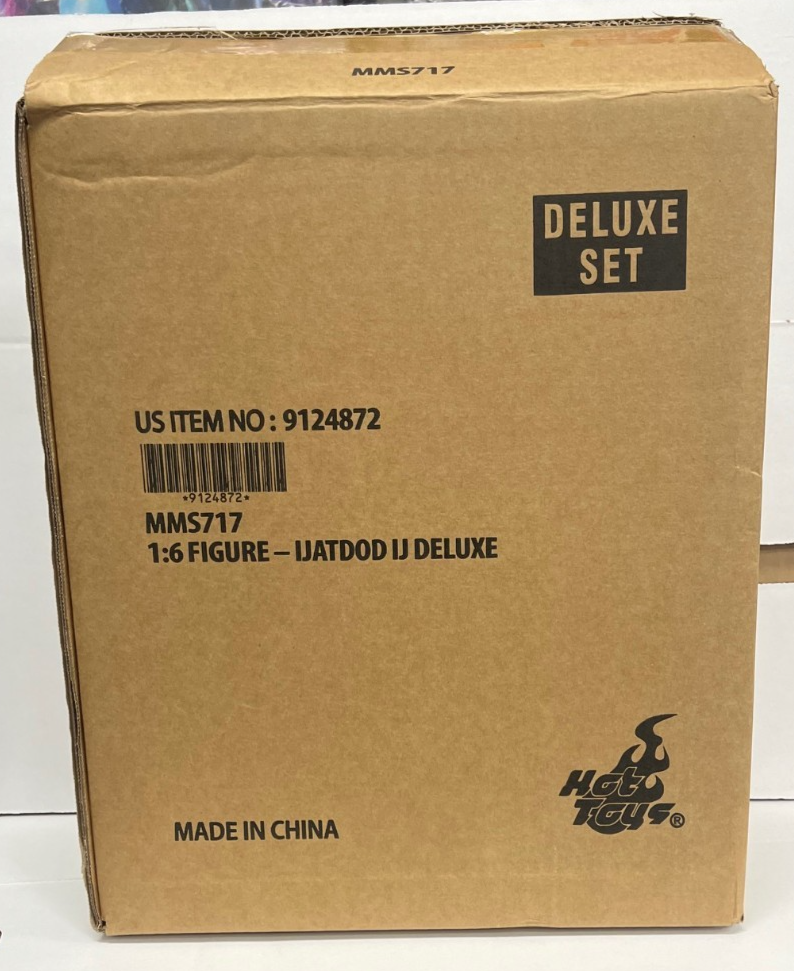 MMS717
DELUXE
SET
US ITEM NO : 9124872
*9124872*
MMS717
1:6 FIGURE – IJATDOD IJ DELUXE
Hot
Toys®
MADE IN CHINA